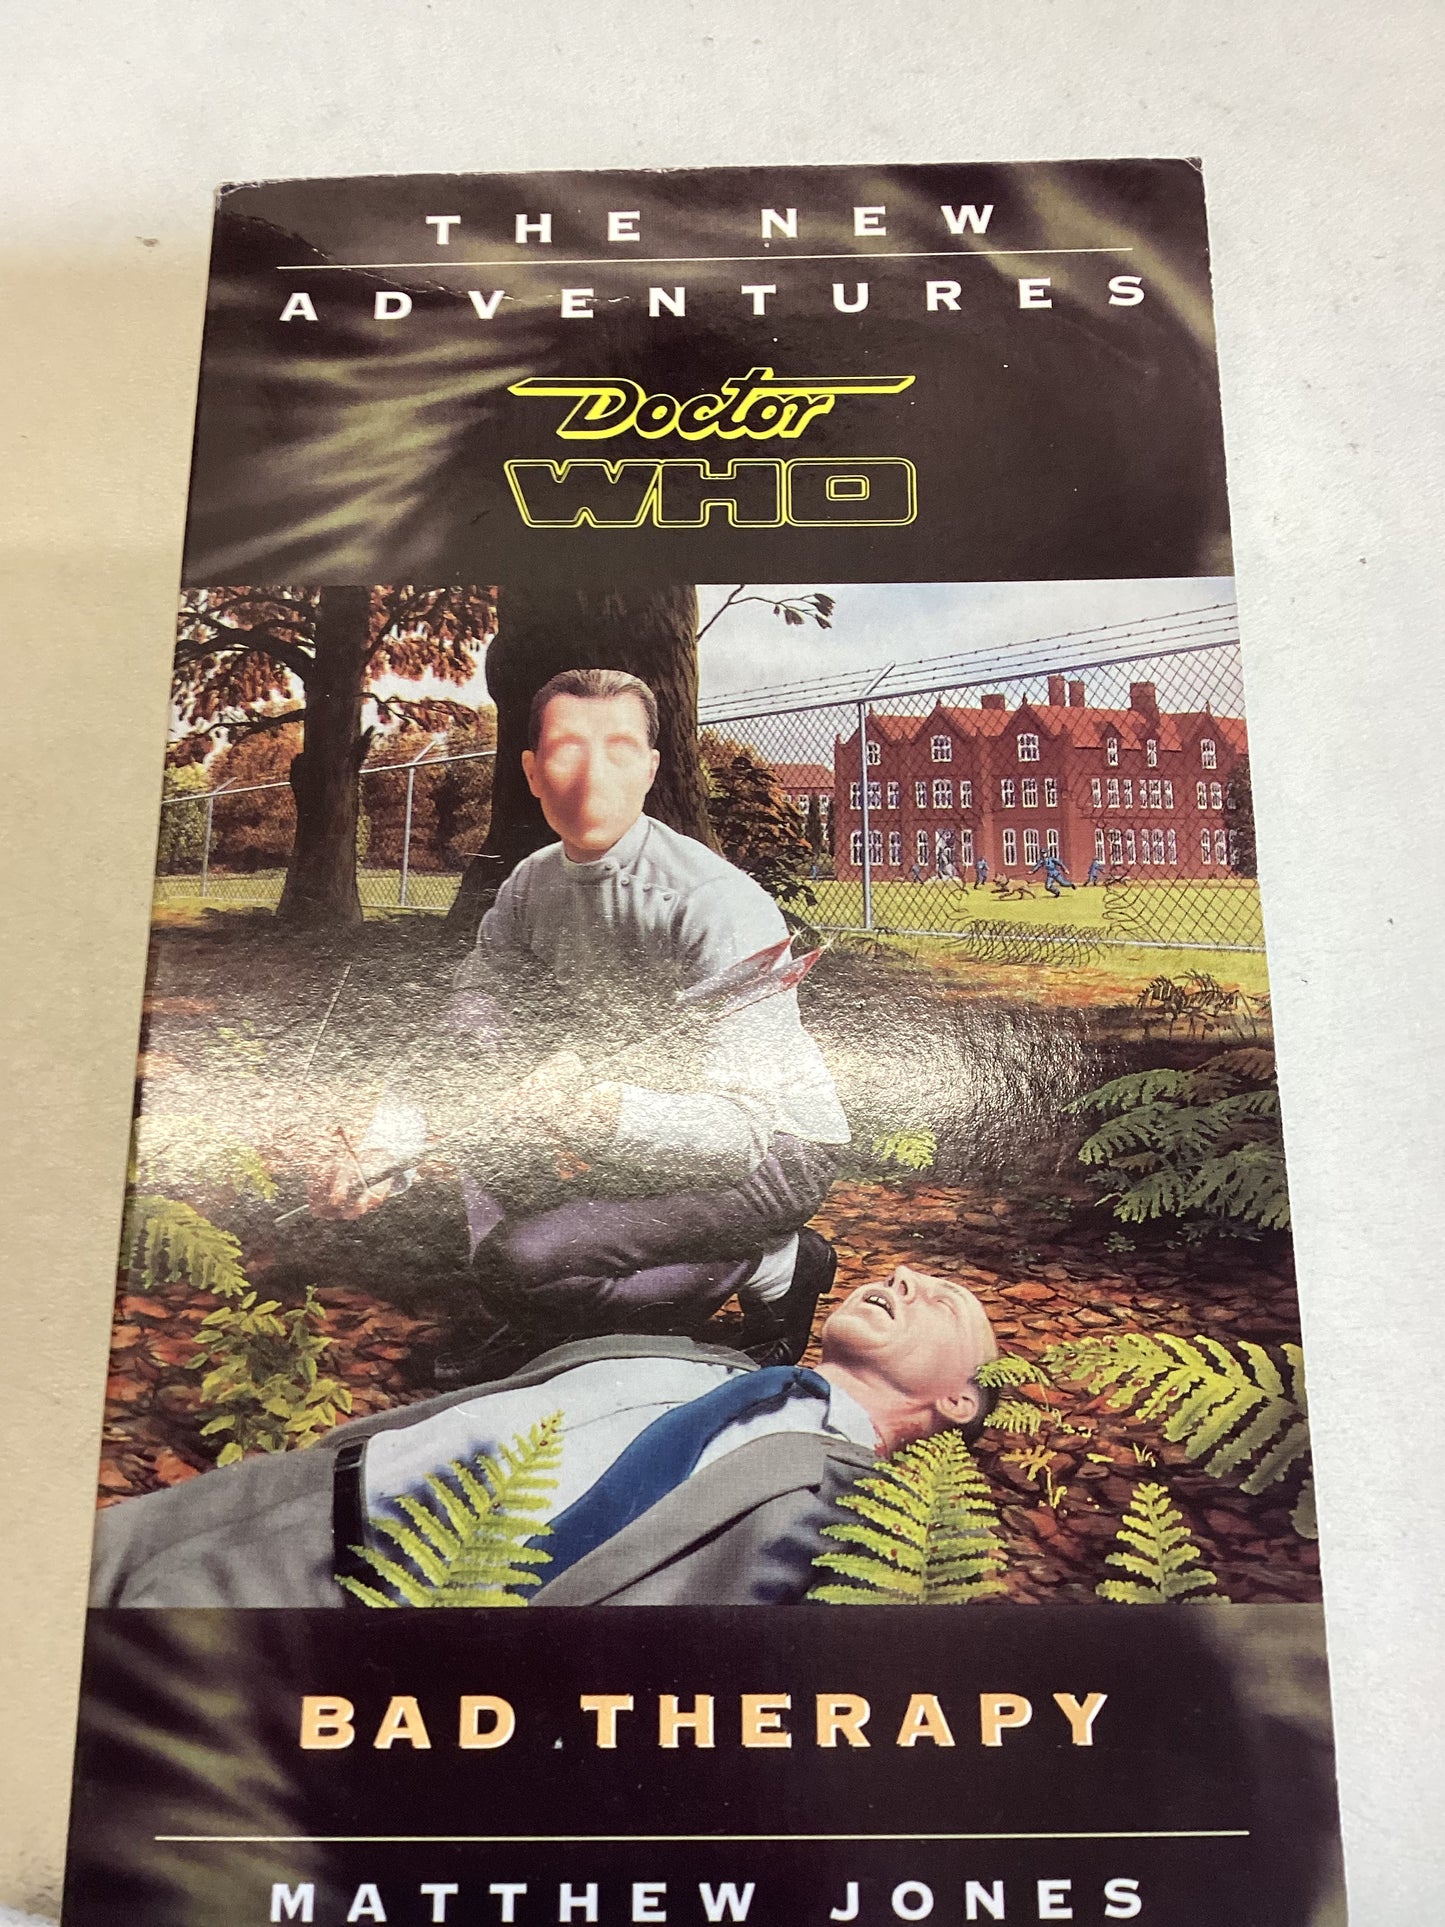 THE NEW
ADVENTURES
Doctor
WHO
BAD THERAPY
MATTHEW JONES